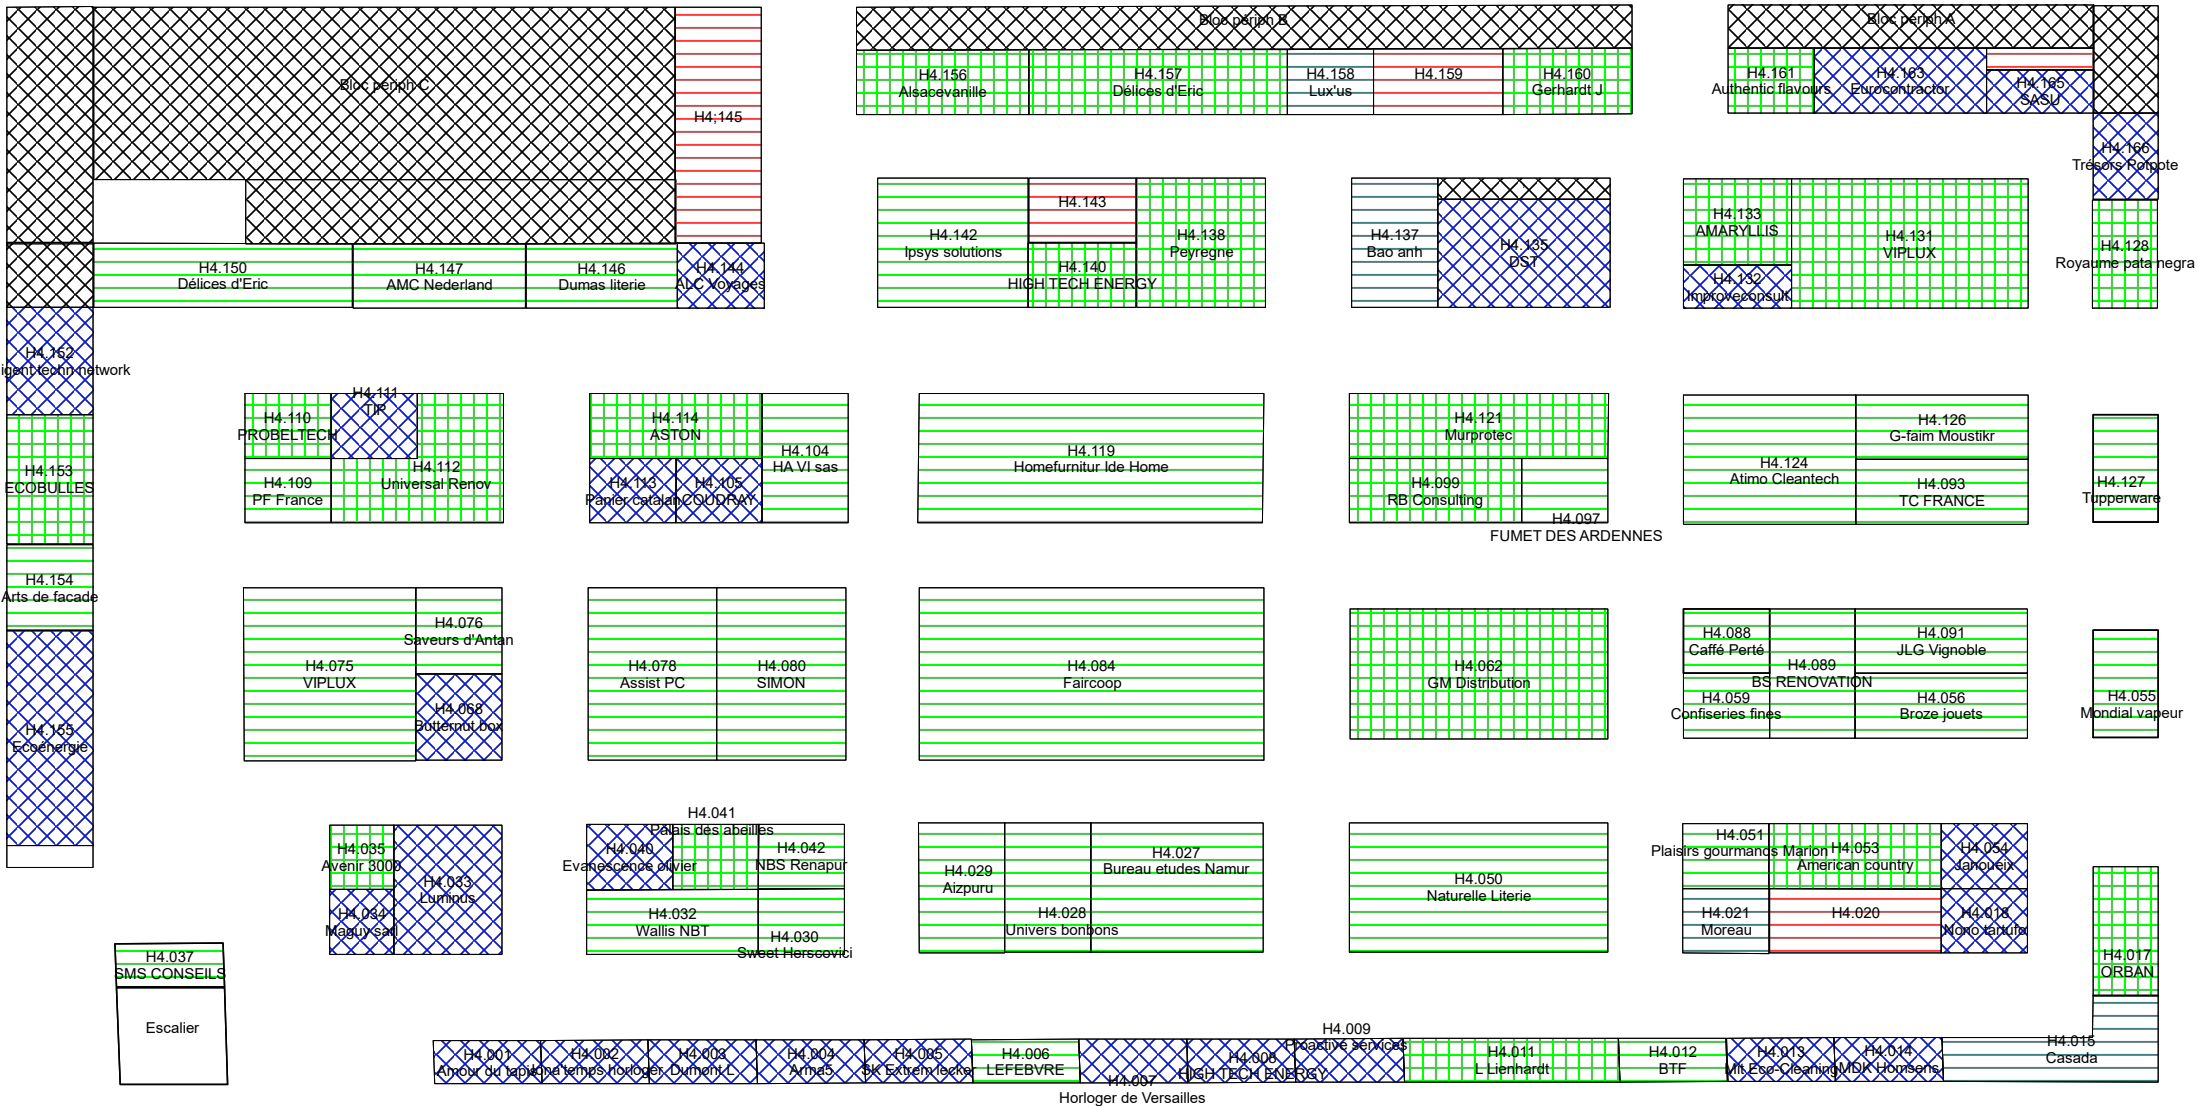 Bloc périph C
H4;145
Bloc périph B
H4.156
Alsacevanille
H4.157
Délices d'Eric
H4.158
Lux'us
H4.159
H4.160
Gerhardt J
Bloc périph A
H4.161
Authentic flavours
H4.163
Eurocontractor
H4.165
SASU
H4.166
Trésors Potpote
H4.150
Délices d'Eric
H4.147
AMC Nederland
H4.146
Dumas literie
H4.144
ALC Voyages
H4.142
Ipsys solutions
H4.143
H4.140
HIGH TECH ENERGY
H4.138
Peyregne
H4.137
Bao anh
H4.135
DST
H4.133
AMARYLLIS
H4.132
Improveconsult
H4.131
VIPLUX
H4.128
Royaume pata negra
H4.152
igent techn network
H4.153
ECOBULLES
H4.154
Arts de facade
H4.155
Ecoénergie
H4.110
PROBELTECH
H4.111
TIP
H4.109
PF France
H4.112
Universal Renov
H4.114
ASTON
H4.113
Panier catalan
H4.105
COUDRAY
H4.104
HA VI sas
H4.119
Homefurnitur Ide Home
H4.121
Murprotec
H4.099
RB Consulting
H4.097
FUMET DES ARDENNES
H4.124
Atimo Cleantech
H4.126
G-faim Moustikr
H4.093
TC FRANCE
H4.127
Tupperware
H4.075
VIPLUX
H4.076
Saveurs d'Antan
H4.068
Butternut box
H4.078
Assist PC
H4.080
SIMON
H4.084
Faircoop
H4.062
GM Distribution
H4.088
Caffé Perté
H4.089
BS RENOVATION
H4.091
JLG Vignoble
H4.059
Confiseries fines
H4.056
Broze jouets
H4.055
Mondial vapeur
H4.035
Avenir 3000
H4.034
Maguy sarl
H4.033
Luminus
H4.041
Palais des abeilles
H4.040
Evanescence olivier
H4.042
NBS Renapur
H4.032
Wallis NBT
H4.030
Sweet Herscovici
H4.029
Aizpuru
H4.028
Univers bonbons
H4.027
Bureau etudes Namur
H4.050
Naturelle Literie
H4.051
Plaisirs gourmands Marion
H4.053
American country
H4.054
Janoueix
H4.021
Moreau
H4.020
H4.018
Nono tartufo
H4.017
ORBAN
H4.037
SMS CONSEILS
Escalier
H4.001
Amour du tapis
H4.002
temps horloger
H4.003
Dumont L
H4.004
Arma5
H4.005
SK Extrem lecker
H4.006
LEFEBVRE
H4.007
Horloger de Versailles
H4.008
HIGH TECH ENERGY
H4.009
Proactive services
H4.011
L Lienhardt
H4.012
BTF
H4.013
Mit Eco-Cleaning
H4.014
MDK Homsens
H4.015
Casada